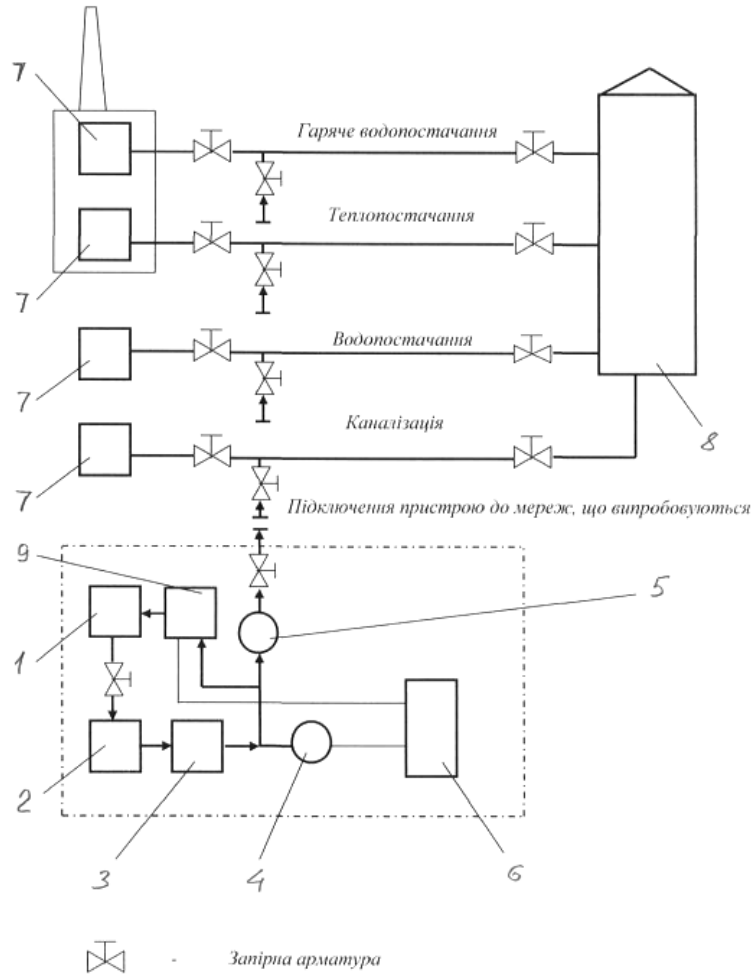 7
Гаряче водопостачання
Теплопостачання
7
Водопостачання
7
Каналізація
8
7
Підключення пристрою до мереж, що випробовуються
9
5
1
2
3
4
6
- Запірна арматура